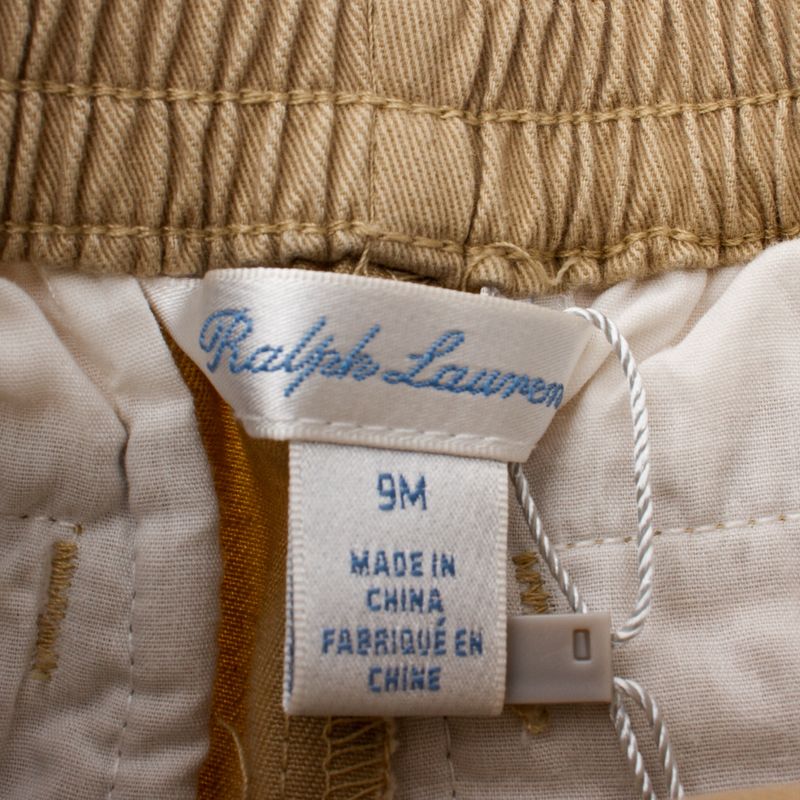 Ralph Lauren
9M
MADE IN
CHINA
FABRIQUÉ EN
CHINE